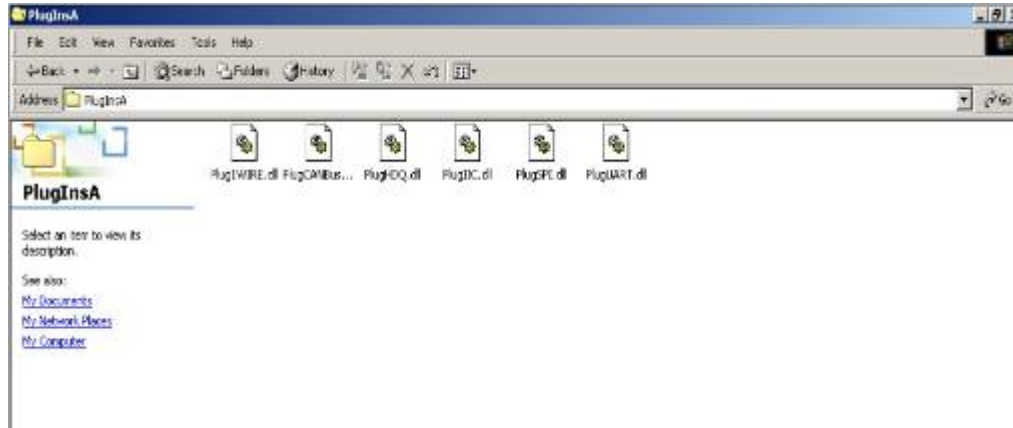 PlugInsA
File Edit View Favorites Tools Help
Back Search Folders History
Address PlugInsA Go
Plug1WIRE.dll PlugCANBus... PlugHDQ.dll PlugIIC.dll PlugSPI.dll PlugUART.dll
PlugInsA
Select an item to view its
description.
See also:
My Documents
My Network Places
My Computer